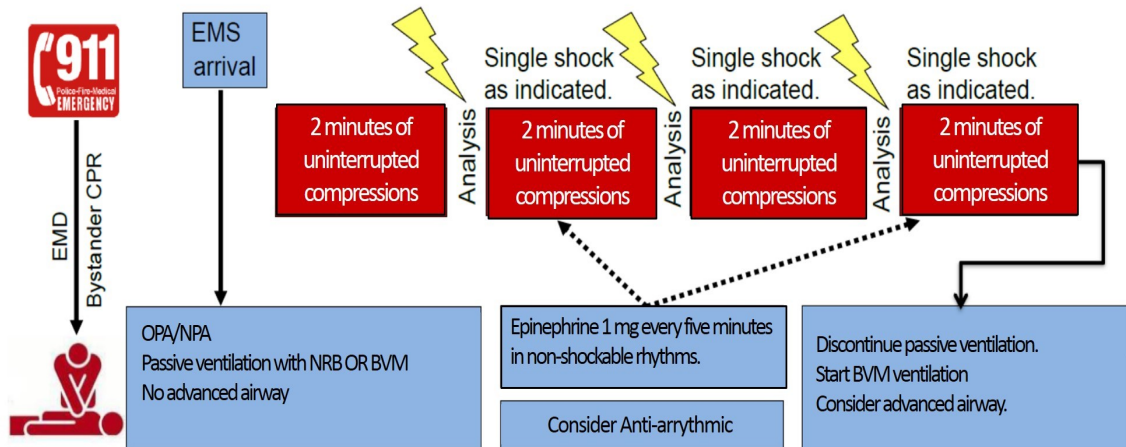 911
Police-Fire-Medical
EMERGENCY
EMD
Bystander CPR
EMS
arrival
2 minutes of
uninterrupted
compressions
Analysis
Single shock
as indicated.
2 minutes of
uninterrupted
compressions
Analysis
Single shock
as indicated.
2 minutes of
uninterrupted
compressions
Analysis
Single shock
as indicated.
2 minutes of
uninterrupted
compressions
OPA/NPA
Passive ventilation with NRB OR BVM
No advanced airway
Epinephrine 1 mg every five minutes
in non-shockable rhythms.
Consider Anti-arrythmic
Discontinue passive ventilation.
Start BVM ventilation
Consider advanced airway.